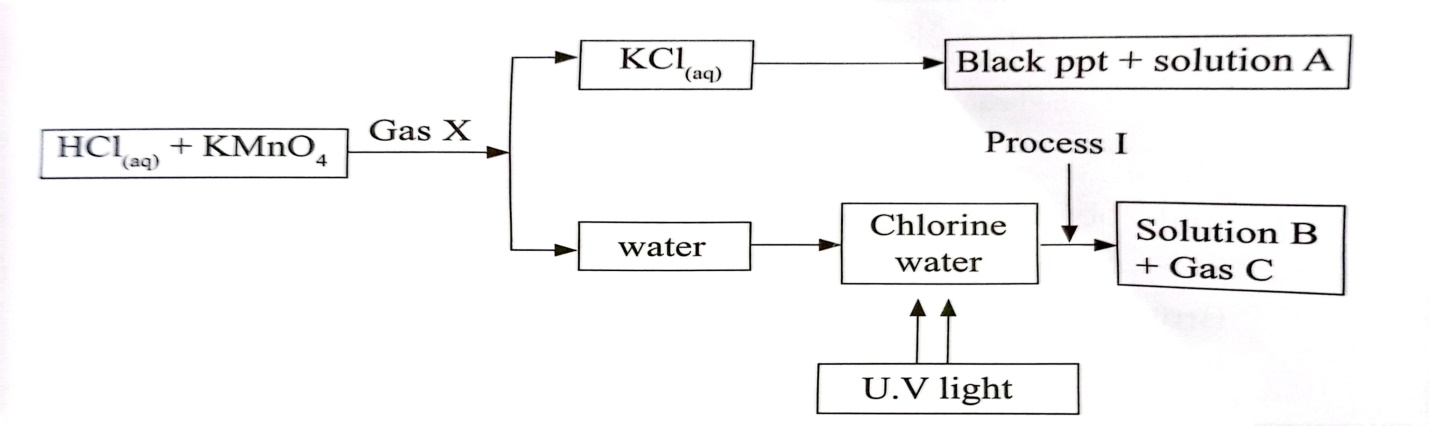 KCl(aq)
Black ppt + solution A
Gas X
HCl(aq) + KMnO4
Process I
water
Chlorine
water
Solution B
+ Gas C
U.V light